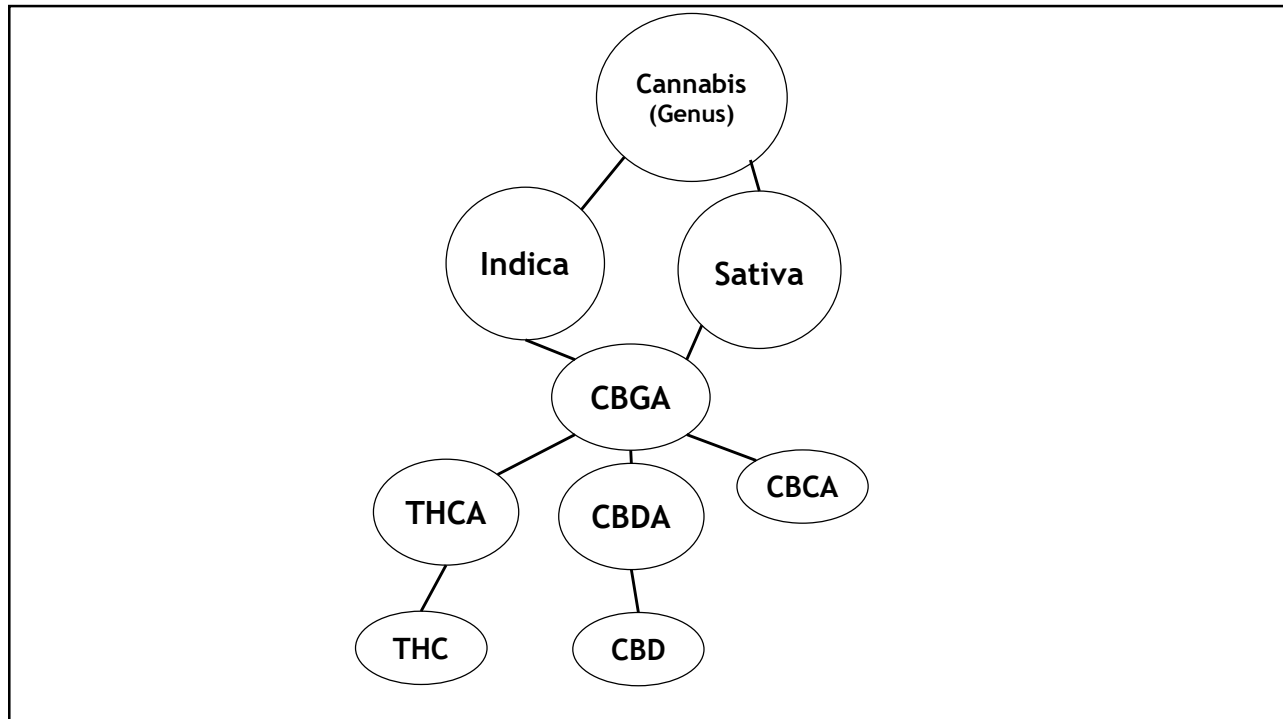 Cannabis
(Genus)
Indica
Sativa
CBGA
CBCA
THCA
CBDA
THC
CBD